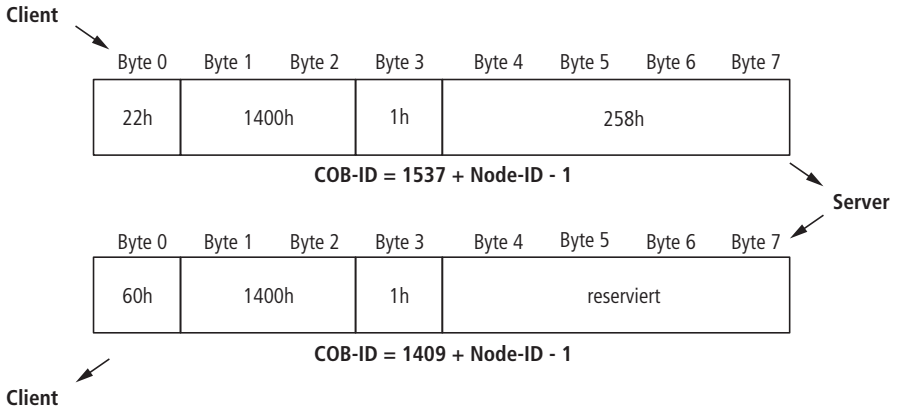 Client
Byte 0 Byte 1 Byte 2 Byte 3 Byte 4 Byte 5 Byte 6 Byte 7
22h 1400h 1h 258h
COB-ID = 1537 + Node-ID - 1
Server
Byte 0 Byte 1 Byte 2 Byte 3 Byte 4 Byte 5 Byte 6 Byte 7
60h 1400h 1h reserviert
COB-ID = 1409 + Node-ID - 1
Client